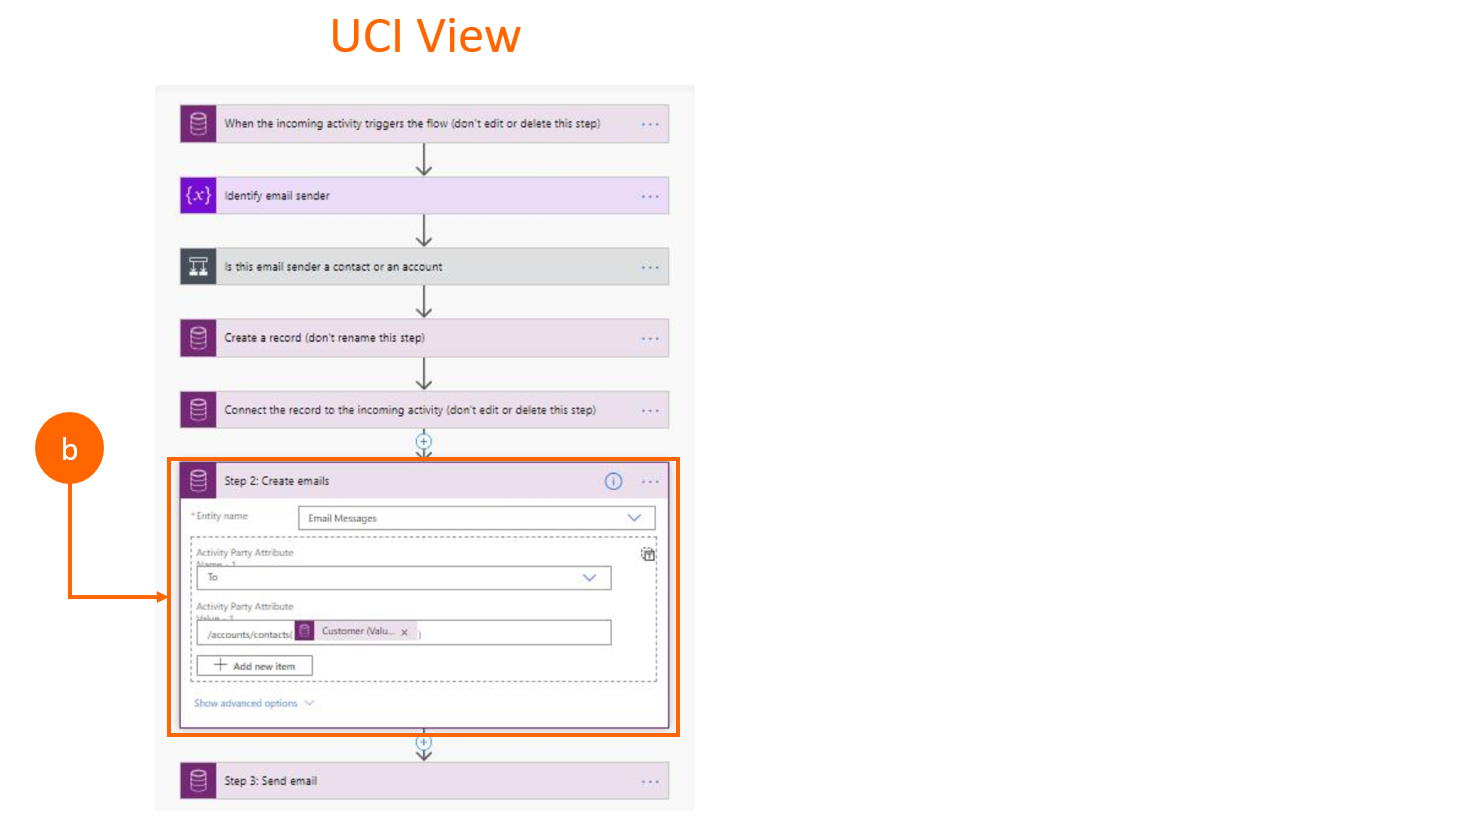 UCI View
When the incoming activity triggers the flow (don't edit or delete this step)
{x} Identify email sender
Is this email sender a contact or an account
Create a record (don't rename this step)
Connect the record to the incoming activity (don't edit or delete this step)
b
Step 2: Create emails
* Entity name
Email Messages
Activity Party Attribute
Name - 1
To
Activity Party Attribute
Value - 1
/accounts/contacts( Customer (Valu... x )
+ Add new item
Show advanced options
Step 3: Send email